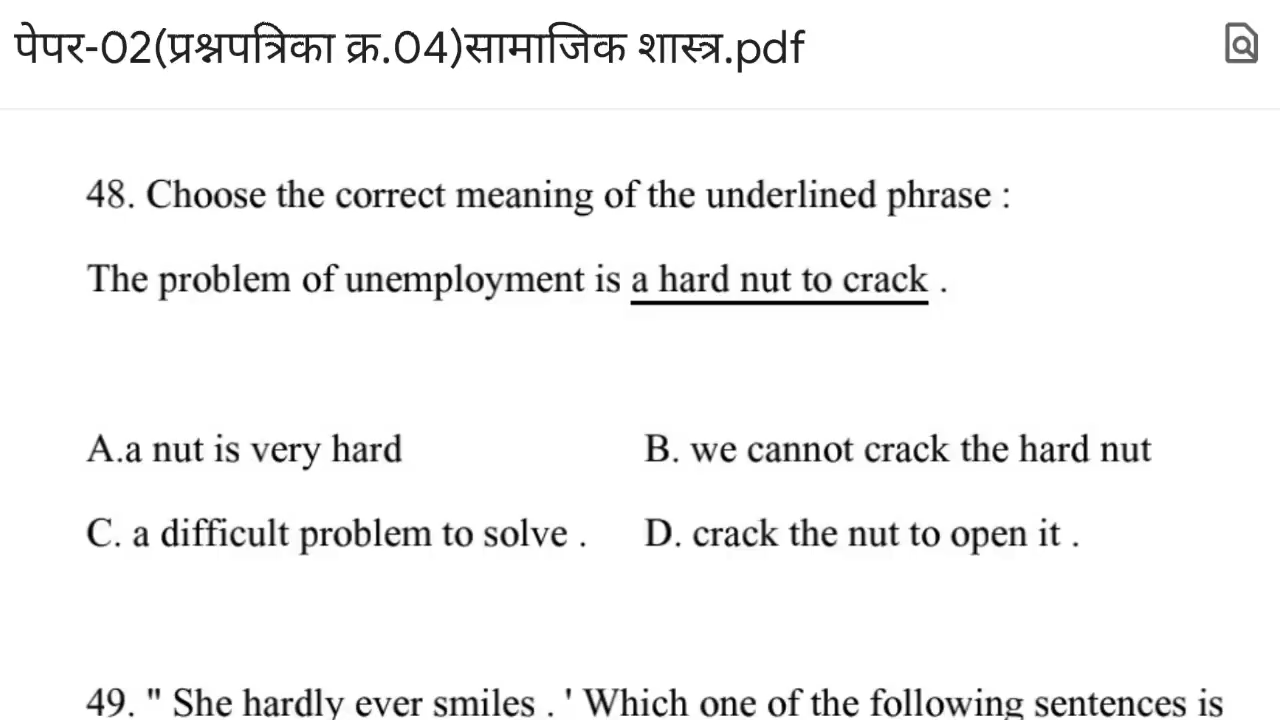 पेपर-02(प्रश्नपत्रिका क्र.04)सामाजिक शास्त्र.pdf
48. Choose the correct meaning of the underlined phrase :
The problem of unemployment is a hard nut to crack .
A.a nut is very hard B. we cannot crack the hard nut
C. a difficult problem to solve . D. crack the nut to open it .
49. " She hardly ever smiles . ' Which one of the following sentences is